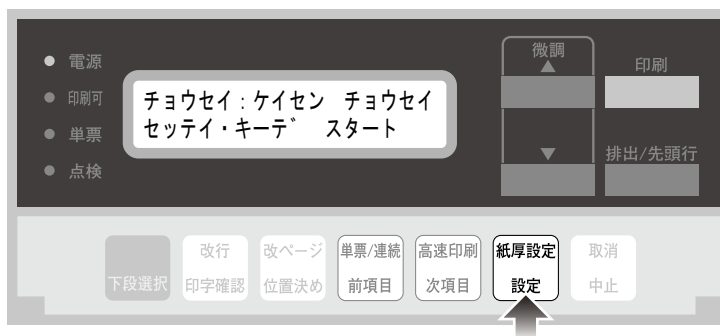 電源
印刷可
単票
点検
チョウセイ：ケイセン　チョウセイ
セッテイ・キーデ゛　スタート
微調
▲
▼
印刷
排出/先頭行
下段選択
改行
印字確認
改ページ
位置決め
単票/連続
前項目
高速印刷
次項目
紙厚設定
設定
取消
中止